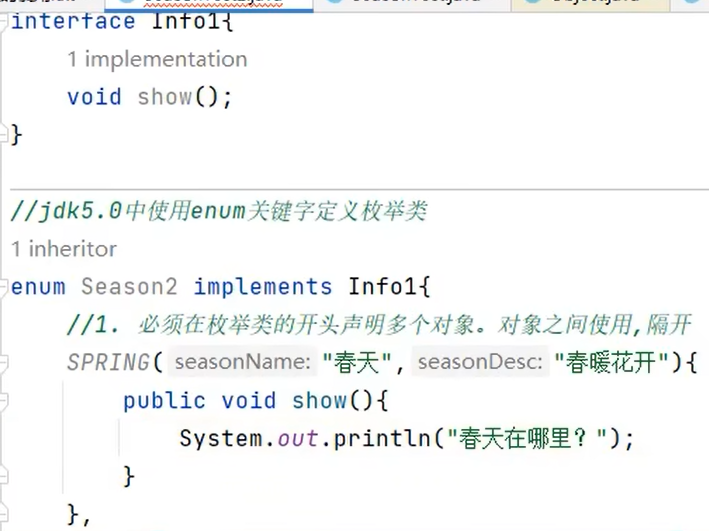 interface Info1{
1 implementation
void show();
}
//jdk5.0中使用enum关键字定义枚举类
1 inheritor
enum Season2 implements Info1{
//1. 必须在枚举类的开头声明多个对象。对象之间使用,隔开
SPRING( seasonName: "春天", seasonDesc: "春暖花开"){
public void show(){
System.out.println("春天在哪里？");
}
},